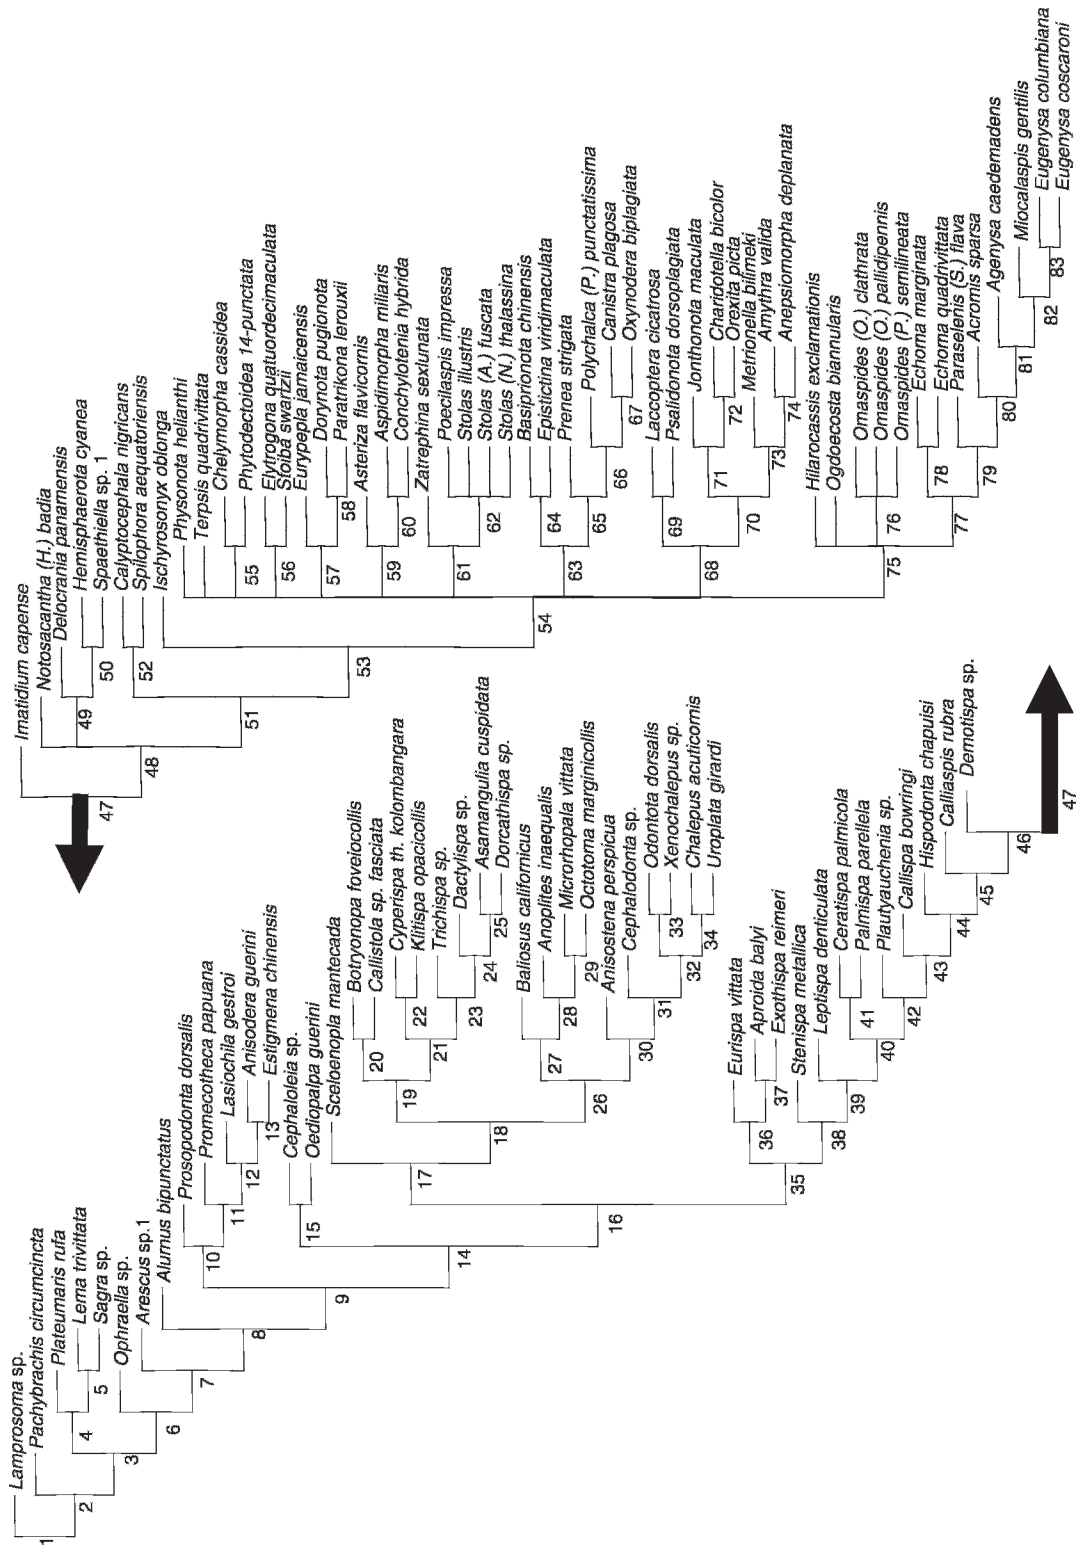 Lamprosoma sp.
Pachybrachis circumcincta
Plateumaris rufa
Lema trivittata
Sagra sp.
Ophraella sp.
Arescus sp.1
Alurnus bipunctatus
Prosopodonta dorsalis
Promecotheca papuana
Lasiochila gestroi
Anisodera guerini
Estigmena chinensis
Cephaloleia sp.
Oediopalpa guerini
Sceloenopla mantecada
Botryonopa foveicollis
Callistola sp. fasciata
Cyperispa th. kolombangara
Klitispa opacicollis
Trichispa sp.
Dactylispa sp.
Asamangulia cuspidata
Dorcathispa sp.
Baliosus californicus
Anoplites inaequalis
Microrhopala vittata
Octotoma marginicollis
Anisostena perspicua
Cephalodonta sp.
Odontota dorsalis
Xenochalepus sp.
Chalepus acuticornis
Uroplata girardi
Eurispa vittata
Aproida balyi
Exothispa reimeri
Stenispa metallica
Leptispa denticulata
Ceratispa palmicola
Palmispa parellela
Plautyauchenia sp.
Callispa bowringi
Hispodonta chapuisi
Calliaspis rubra
Demotispa sp.
1
2
3
4
5
6
7
8
9
10
11
12
13
14
15
16
17
18
19
20
21
22
23
24
25
26
27
28
29
30
31
32
33
34
35
36
37
38
39
40
41
42
43
44
45
46
47
Imatidium capense
Notosacantha (H.) badia
Delocrania panamensis
Hemisphaerota cyanea
Spaethiella sp. 1
Calyptocephala nigricans
Spilophora aequatoriensis
Ischyrosonyx oblonga
Physonota helianthi
Terpsis quadrivittata
Chelymorpha cassidea
Phytodectoidea 14-punctata
Elytrogona quatuordecimaculata
Stoiba swartzii
Eurypepla jamaicensis
Dorynota pugionota
Paratrikona lerouxii
Asteriza flavicornis
Aspidimorpha miliaris
Conchylotenia hybrida
Zatrephina sexlunata
Poecilaspis impressa
Stolas illustris
Stolas (A.) fuscata
Stolas (N.) thalassina
Basiprionota chinensis
Epistictina viridimaculata
Prenea strigata
Polychalca (P.) punctatissima
Canistra plagosa
Oxynodera biplagiata
Laccoptera cicatrosa
Psalidonota dorsoplagiata
Jonthonota maculata
Charidotella bicolor
Orexita picta
Metrionella bilimeki
Amythra valida
Anepsiomorpha deplanata
Hilarocassis exclamationis
Ogdoecosta biannularis
Omaspides (O.) clathrata
Omaspides (O.) pallidipennis
Omaspides (P.) semilineata
Echoma marginata
Echoma quadrivittata
Paraselenis (S.) flava
Acromis sparsa
Agenysa caedemadens
Miocalaspis gentilis
Eugenysa columbiana
Eugenysa coscaroni
47
48
49
50
51
52
53
54
55
56
57
58
59
60
61
62
63
64
65
66
67
68
69
70
71
72
73
74
75
76
77
78
79
80
81
82
83